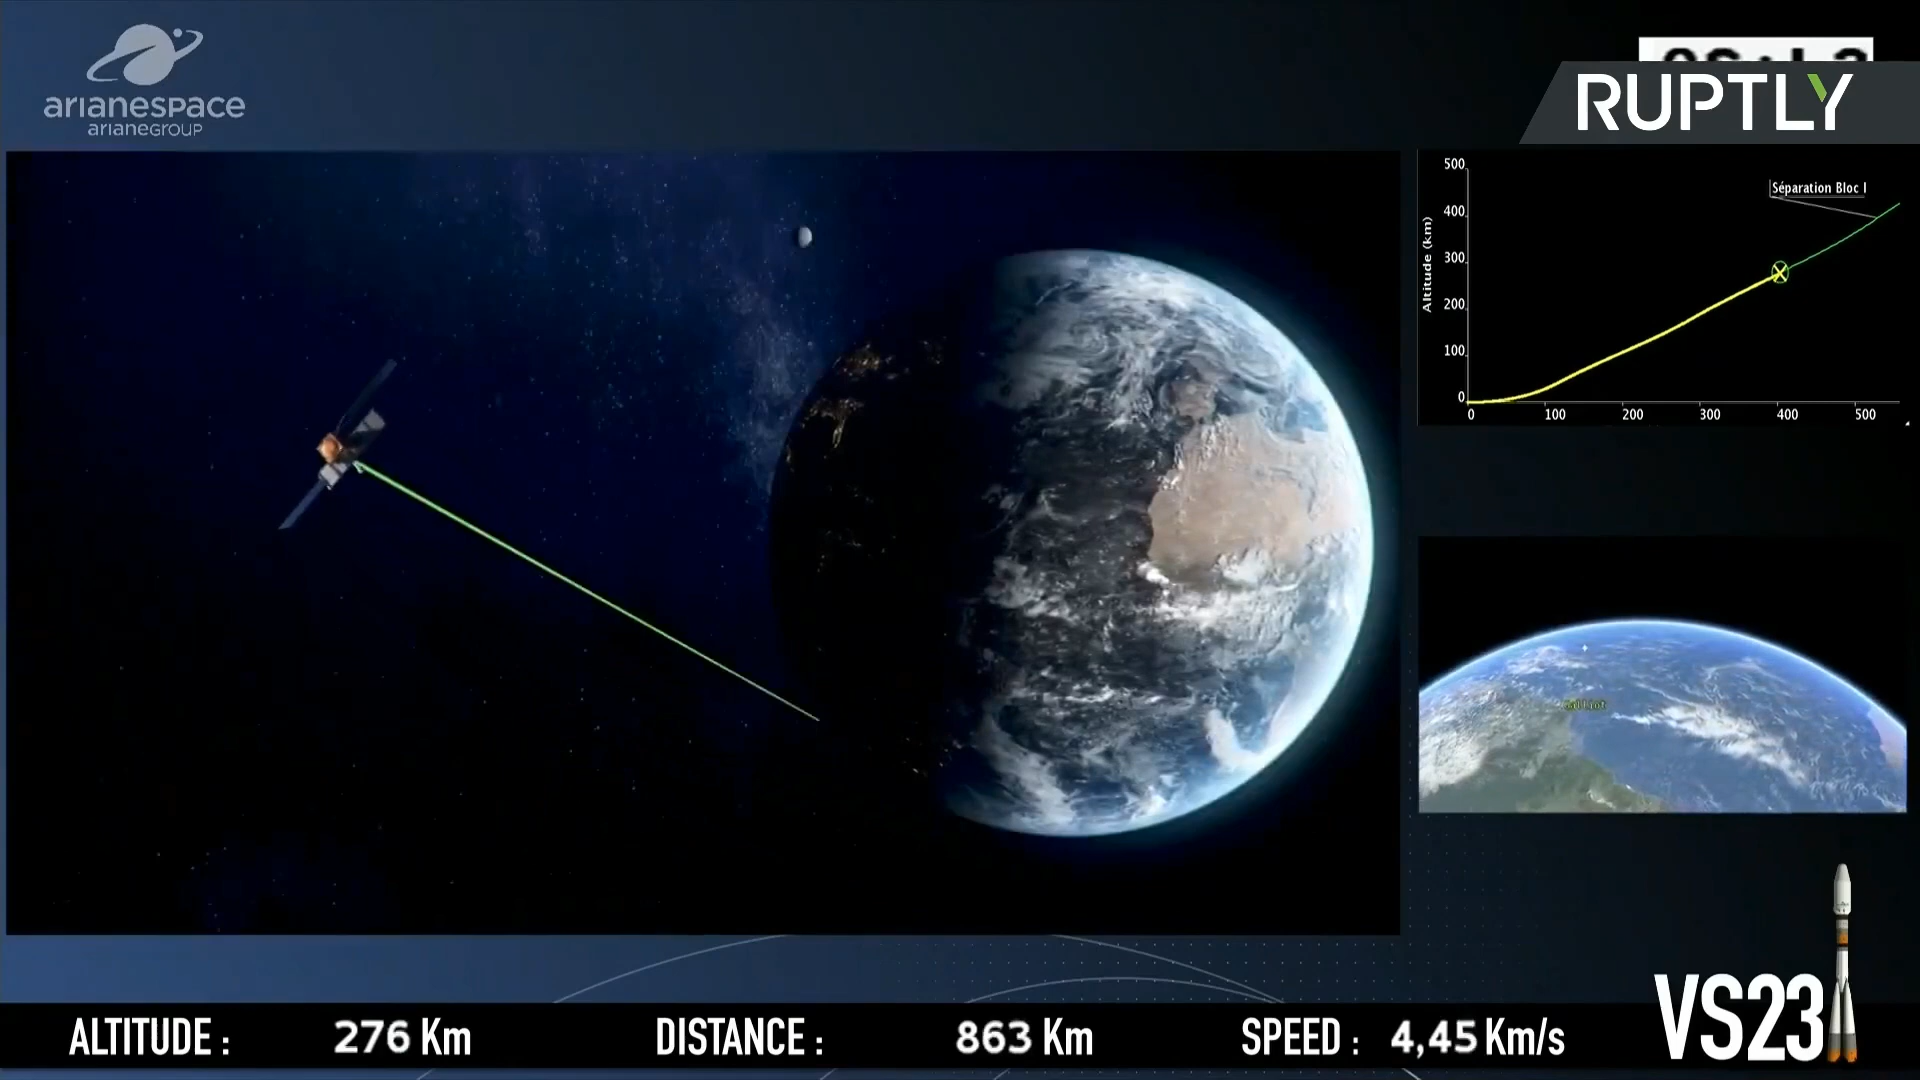 arianespace
arianeGROUP
RUPTLY
500
400
300
200
100
0
Altitude (km)
Séparation Bloc I
0 100 200 300 400 500
Galliot
ALTITUDE : 276 Km DISTANCE : 863 Km SPEED : 4,45 Km/s
VS23